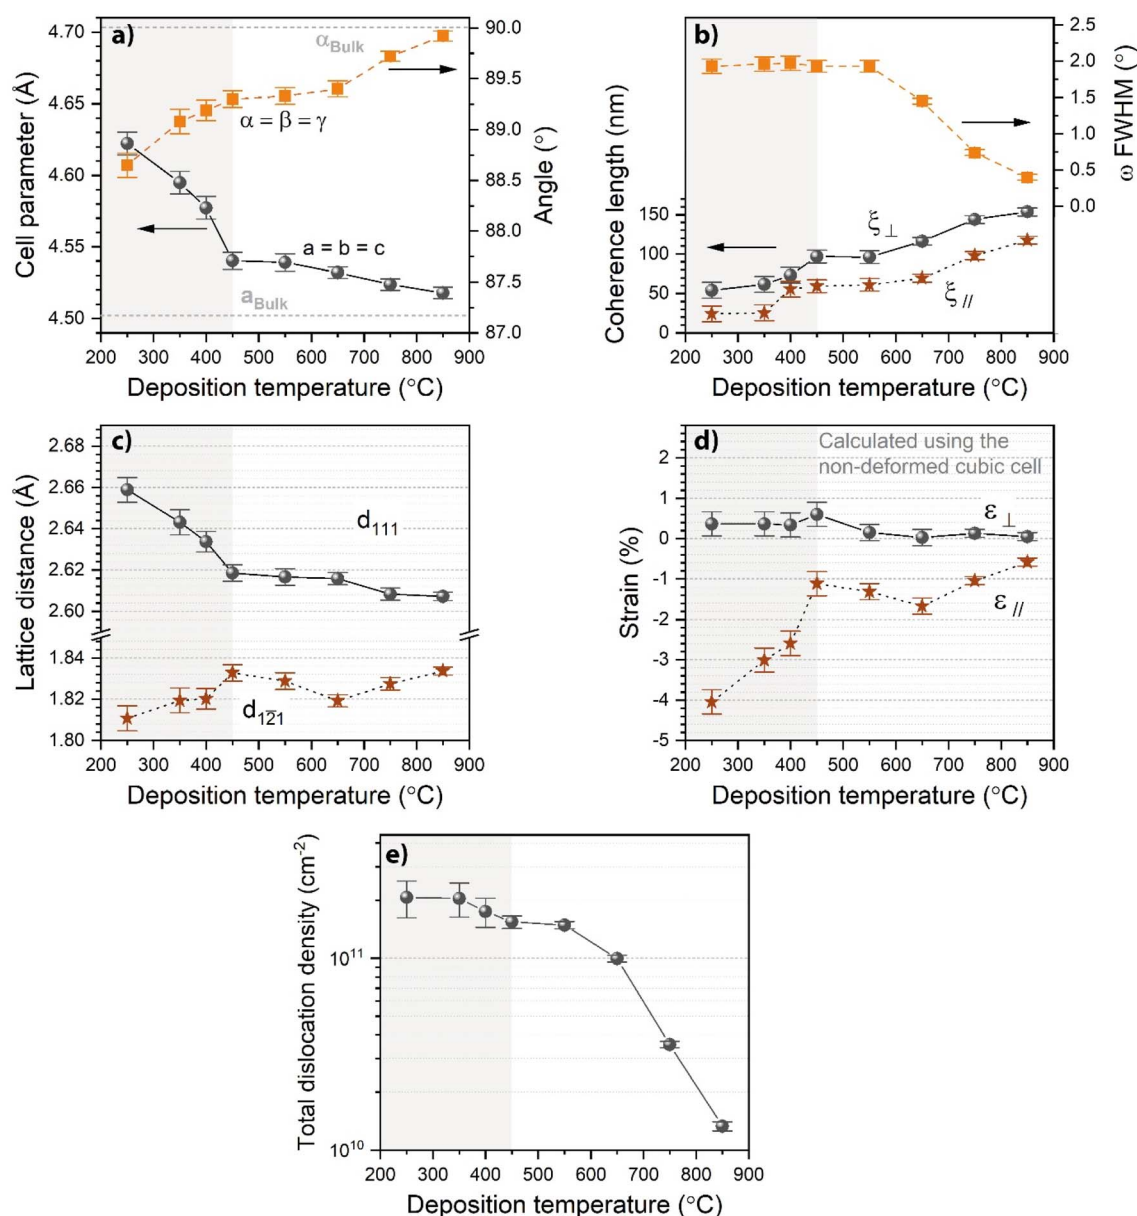 a)
4.70
4.65
4.60
4.55
4.50
Cell parameter (Å)
α_Bulk
α = β = γ
a = b = c
a_Bulk
90.0
89.5
89.0
88.5
88.0
87.5
87.0
Angle (°)
200 300 400 500 600 700 800 900
Deposition temperature (°C)
b)
2.5
2.0
1.5
1.0
0.5
0.0
ω FWHM (°)
150
100
50
0
Coherence length (nm)
ξ⊥
ξ//
200 300 400 500 600 700 800 900
Deposition temperature (°C)
c)
2.68
2.66
2.64
2.62
2.60
1.84
1.82
1.80
Lattice distance (Å)
d₁₁₁
d₁₂̅₁
200 300 400 500 600 700 800 900
Deposition temperature (°C)
d)
Calculated using the
non-deformed cubic cell
2
1
0
-1
-2
-3
-4
-5
Strain (%)
ε⊥
ε//
200 300 400 500 600 700 800 900
Deposition temperature (°C)
e)
10¹¹
10¹⁰
Total dislocation density (cm⁻²)
200 300 400 500 600 700 800 900
Deposition temperature (°C)